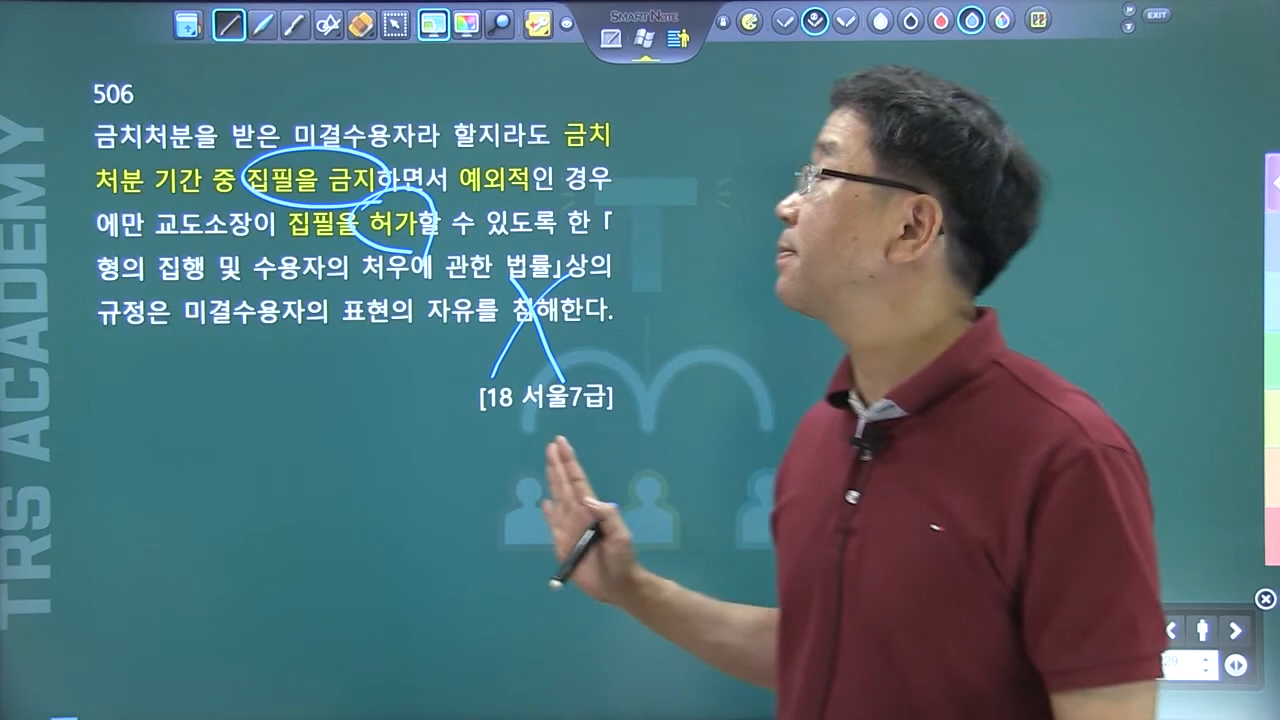 SMART NOTE
EXIT
506
금치처분을 받은 미결수용자라 할지라도 금치
처분 기간 중 집필을 금지하면서 예외적인 경우
에만 교도소장이 집필을 허가할 수 있도록 한 「
형의 집행 및 수용자의 처우에 관한 법률」상의
규정은 미결수용자의 표현의 자유를 침해한다.
[18 서울7급]
TRS ACADEMY
29